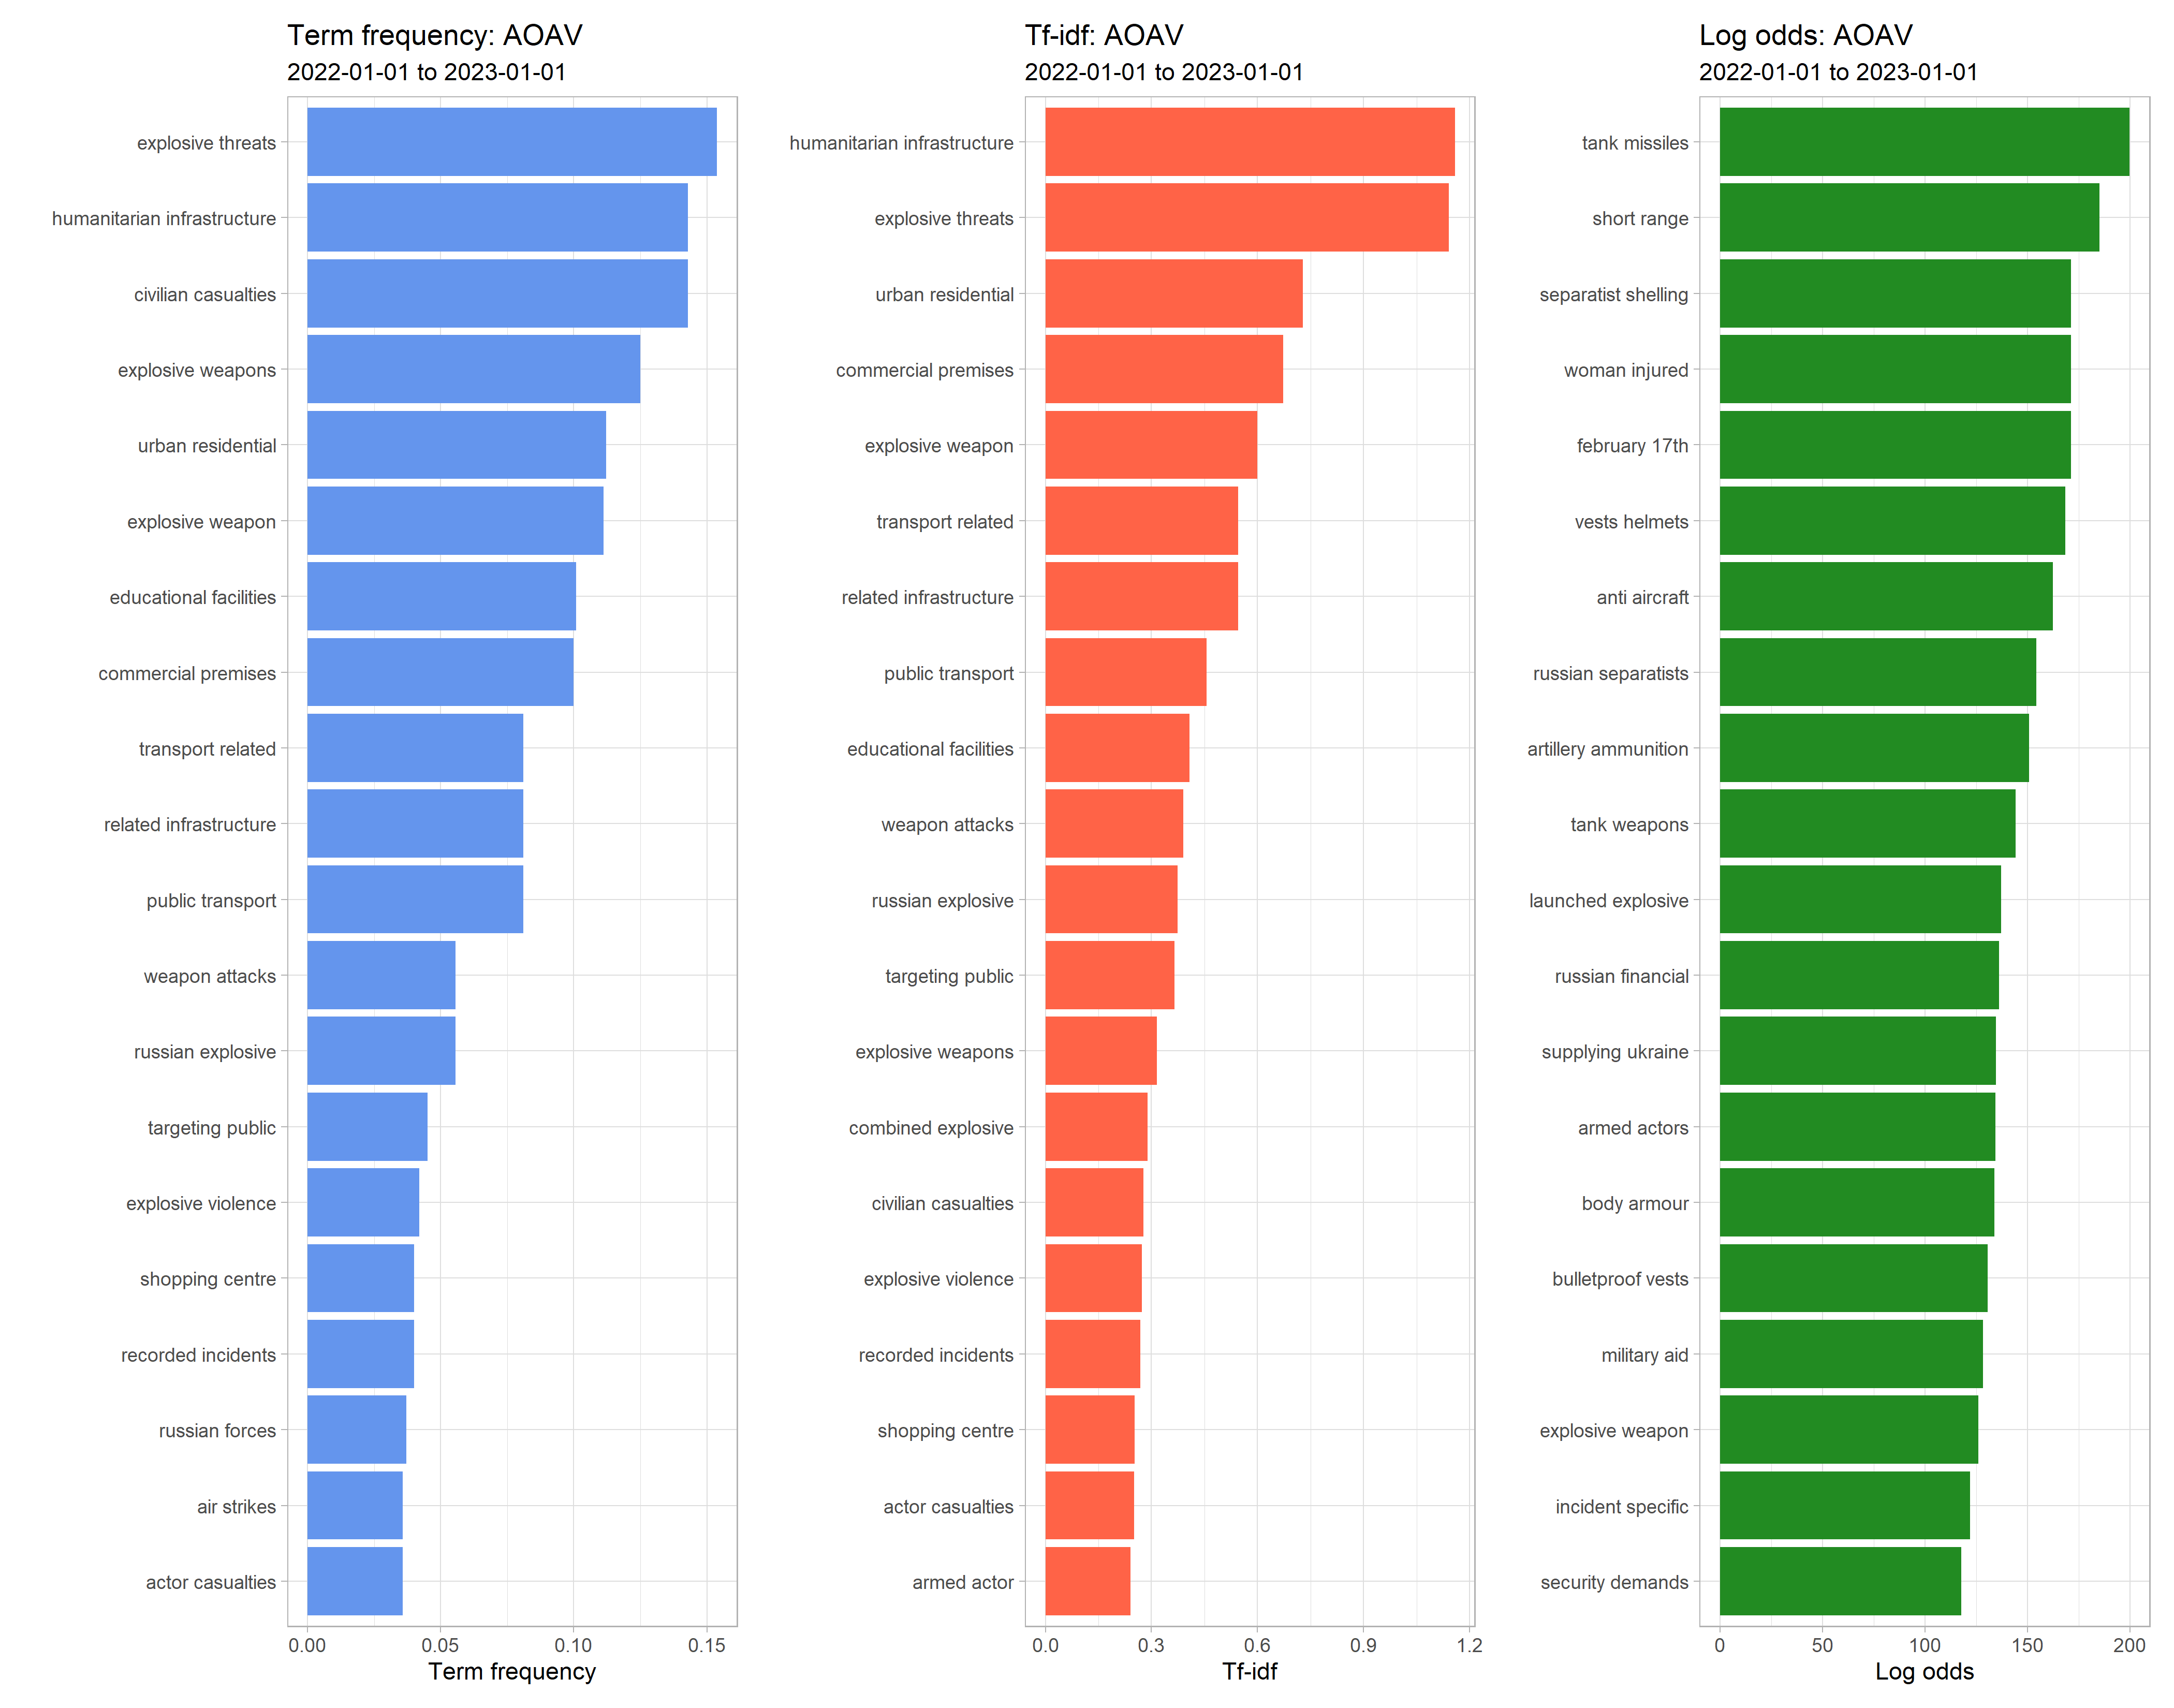 Term frequency: AOAV
2022-01-01 to 2023-01-01
explosive threats
humanitarian infrastructure
civilian casualties
explosive weapons
urban residential
explosive weapon
educational facilities
commercial premises
transport related
related infrastructure
public transport
weapon attacks
russian explosive
targeting public
explosive violence
shopping centre
recorded incidents
russian forces
air strikes
actor casualties
0.00 0.05 0.10 0.15
Term frequency
Tf-idf: AOAV
2022-01-01 to 2023-01-01
humanitarian infrastructure
explosive threats
urban residential
commercial premises
explosive weapon
transport related
related infrastructure
public transport
educational facilities
weapon attacks
russian explosive
targeting public
explosive weapons
combined explosive
civilian casualties
explosive violence
recorded incidents
shopping centre
actor casualties
armed actor
0.0 0.3 0.6 0.9 1.2
Tf-idf
Log odds: AOAV
2022-01-01 to 2023-01-01
tank missiles
short range
separatist shelling
woman injured
february 17th
vests helmets
anti aircraft
russian separatists
artillery ammunition
tank weapons
launched explosive
russian financial
supplying ukraine
armed actors
body armour
bulletproof vests
military aid
explosive weapon
incident specific
security demands
0 50 100 150 200
Log odds